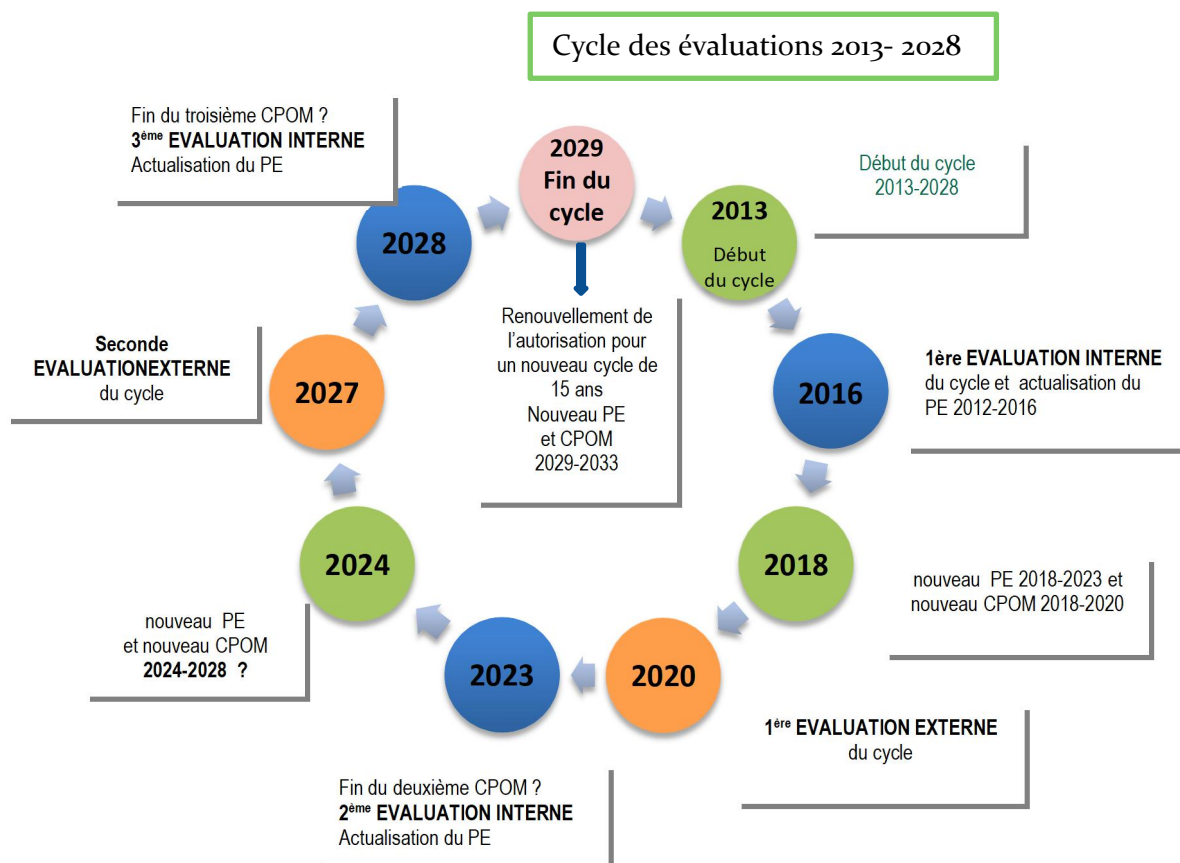 Cycle des évaluations 2013- 2028
2029
Fin du
cycle
2013
Début
du cycle
Début du cycle
2013-2028
2016
1ère EVALUATION INTERNE
du cycle et  actualisation du
PE 2012-2016
2018
nouveau  PE 2018-2023 et
nouveau CPOM 2018-2020
2020
1ère EVALUATION EXTERNE
du cycle
2023
Fin du deuxième CPOM ?
2ème EVALUATION INTERNE
Actualisation du PE
2024
nouveau  PE
et nouveau CPOM
2024-2028  ?
2027
Seconde
EVALUATIONEXTERNE
du cycle
2028
Fin du troisième CPOM ?
3ème EVALUATION INTERNE
Actualisation du PE
Renouvellement de
l'autorisation pour
un nouveau cycle de
15 ans
Nouveau PE
et CPOM
2029-2033